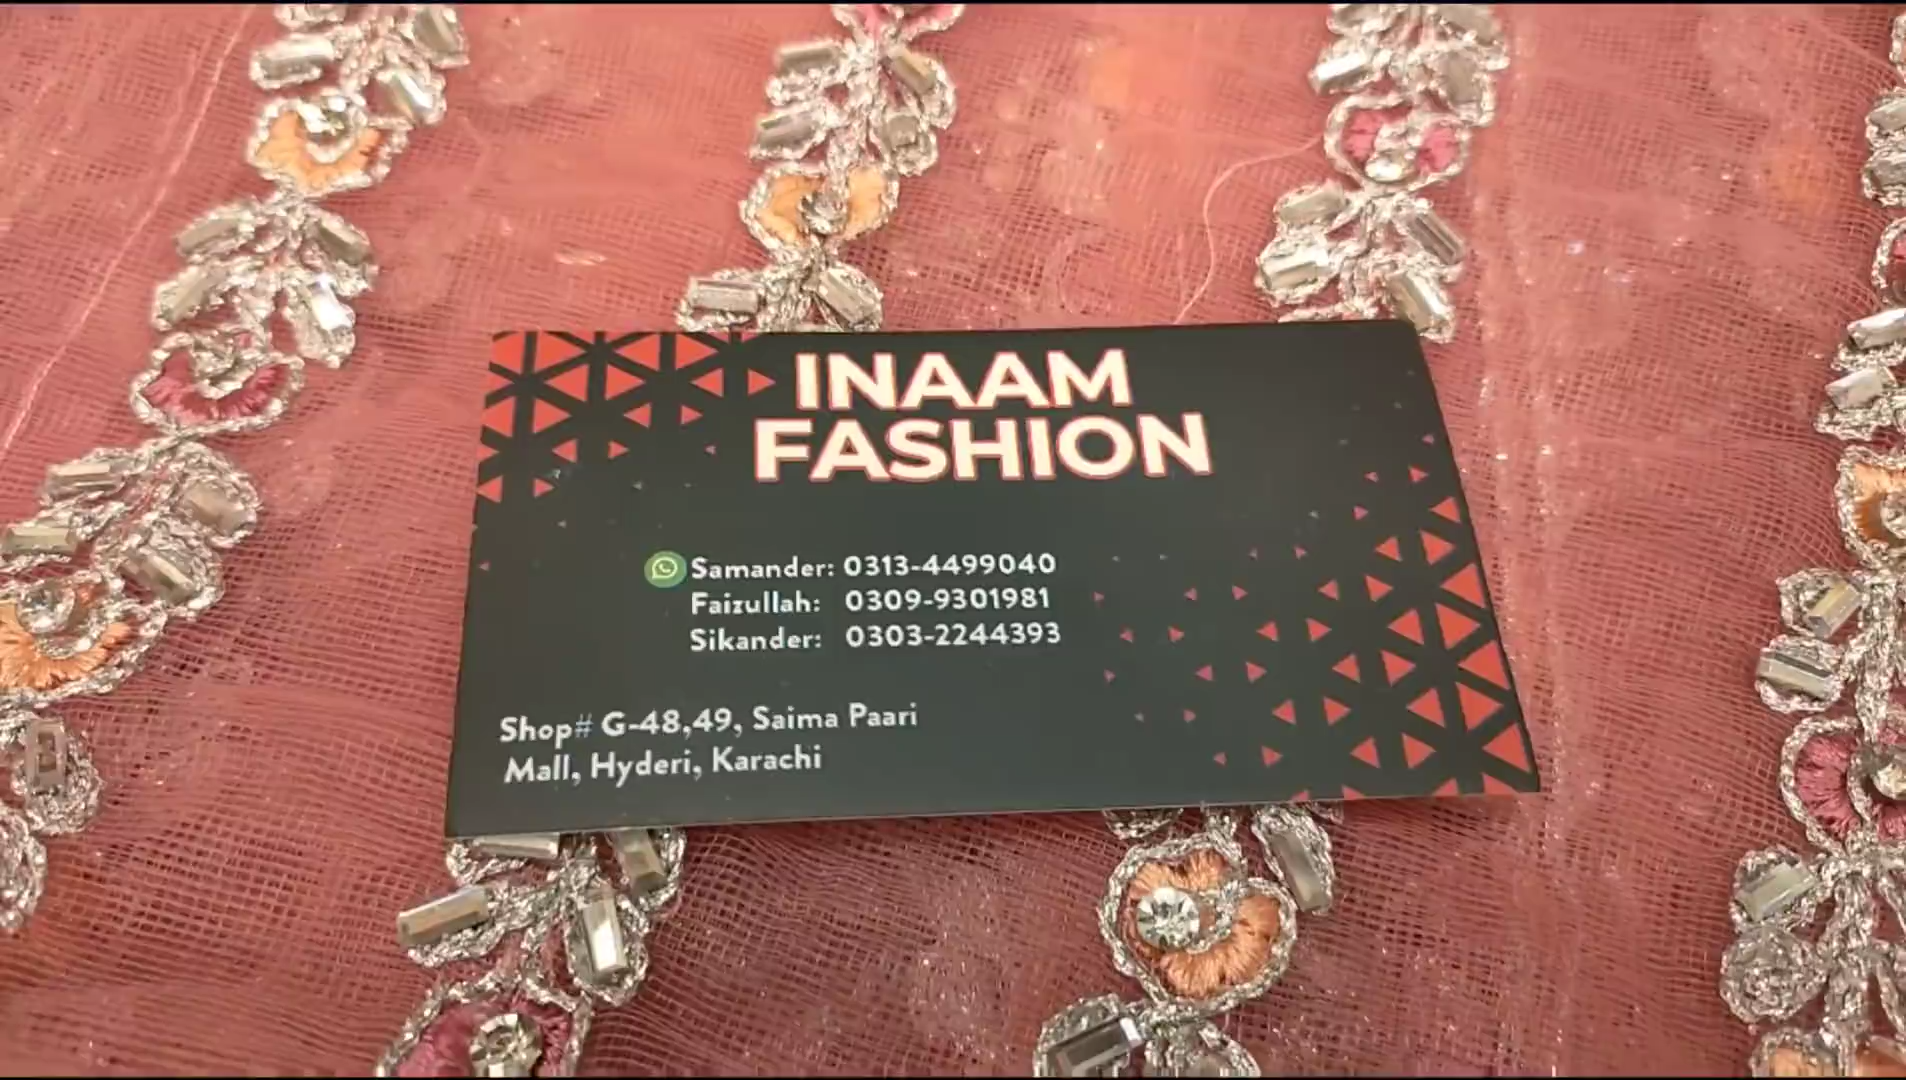 INAAM
FASHION
Samander: 0313-4499040
Faizullah: 0309-9301981
Sikander: 0303-2244393
Shop# G-48,49, Saima Paari
Mall, Hyderi, Karachi